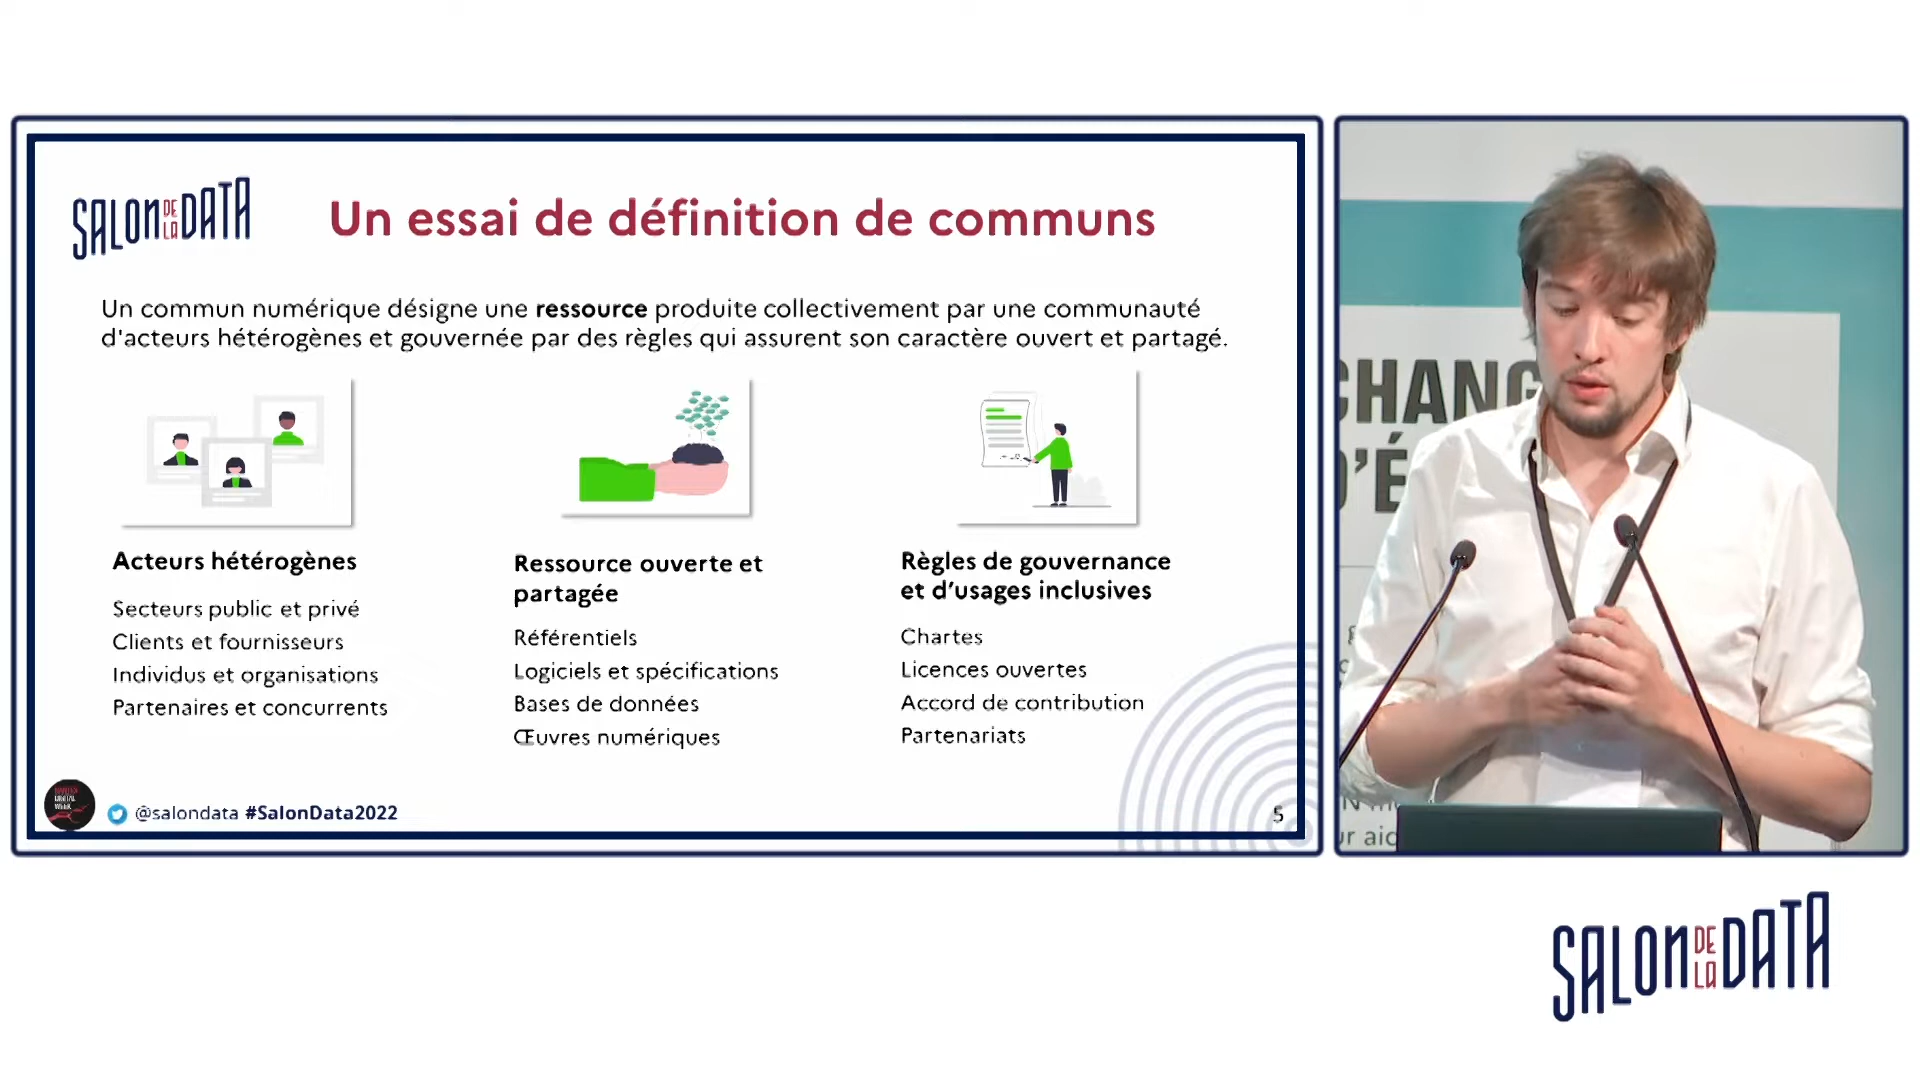 SALON DE LA DATA
Un essai de définition de communs
Un commun numérique désigne une ressource produite collectivement par une communauté
d'acteurs hétérogènes et gouvernée par des règles qui assurent son caractère ouvert et partagé.
Acteurs hétérogènes
Secteurs public et privé
Clients et fournisseurs
Individus et organisations
Partenaires et concurrents
Ressource ouverte et
partagée
Référentiels
Logiciels et spécifications
Bases de données
Œuvres numériques
Règles de gouvernance
et d’usages inclusives
Chartes
Licences ouvertes
Accord de contribution
Partenariats
@salondata #SalonData2022
5
CHANG
D'É
SALON DE LA DATA